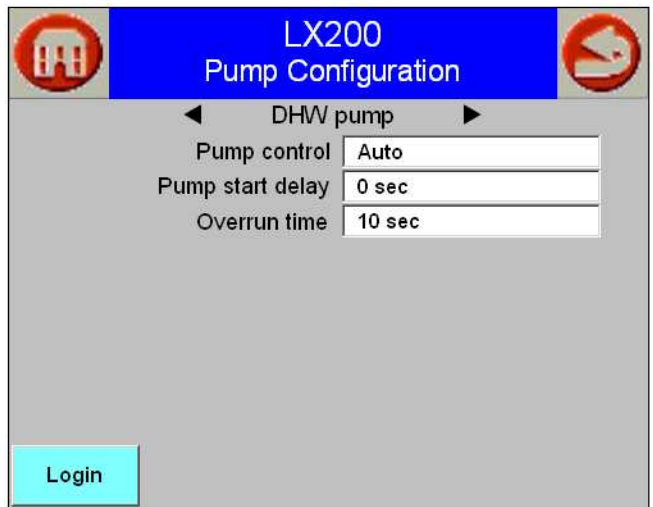 LX200
Pump Configuration
DHW pump
Pump control Auto
Pump start delay 0 sec
Overrun time 10 sec
Login